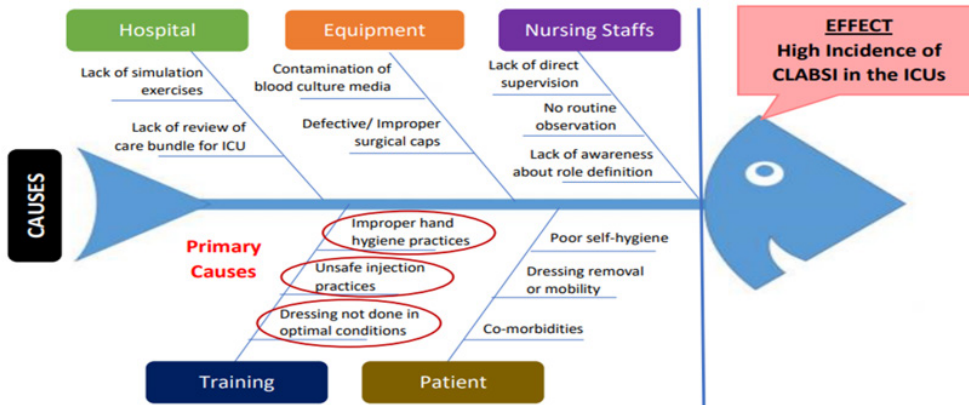 Hospital
Equipment
Nursing Staffs
EFFECT
High Incidence of
CLABSI in the ICUs
Lack of simulation
exercises
Lack of review of
care bundle for ICU
Contamination of
blood culture media
Defective/ Improper
surgical caps
Lack of direct
supervision
No routine
observation
Lack of awareness
about role definition
CAUSES
Primary
Causes
Improper hand
hygiene practices
Unsafe injection
practices
Dressing not done in
optimal conditions
Poor self-hygiene
Dressing removal
or mobility
Co-morbidities
Training
Patient